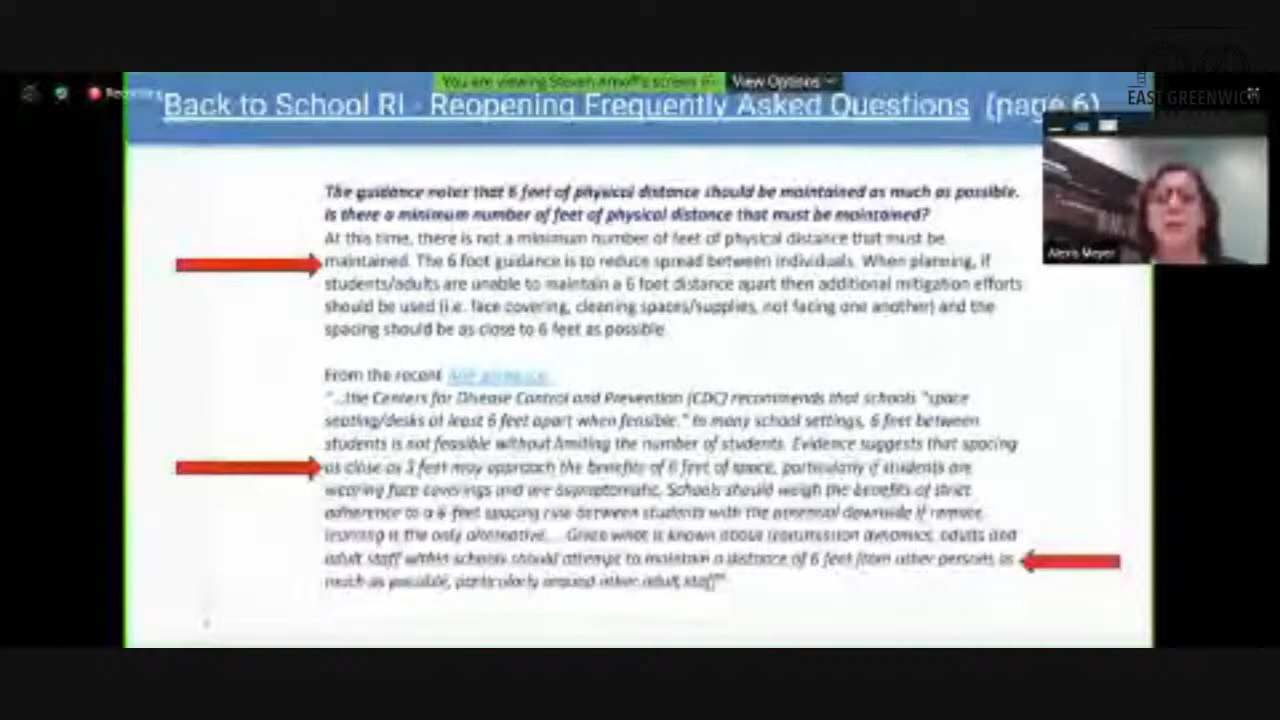 You are viewing Steven Arnoff's screen
View Options
Recording
EAST GREENWICH
Back to School RI - Reopening Frequently Asked Questions (page 6)
Alexis Meyer
The guidance notes that 6 feet of physical distance should be maintained as much as possible.
Is there a minimum number of feet of physical distance that must be maintained?
At this time, there is not a minimum number of feet of physical distance that must be
maintained. The 6 foot guidance is to reduce spread between individuals. When planning, if
students/adults are unable to maintain a 6 foot distance apart then additional mitigation efforts
should be used (i.e. face covering, cleaning spaces/supplies, not facing one another) and the
spacing should be as close to 6 feet as possible.
From the recent AAP guidance:
"...the Centers for Disease Control and Prevention (CDC) recommends that schools "space
seating/desks at least 6 feet apart when feasible." In many school settings, 6 feet between
students is not feasible without limiting the number of students. Evidence suggests that spacing
as close as 3 feet may approach the benefits of 6 feet of space, particularly if students are
wearing face coverings and are asymptomatic. Schools should weigh the benefits of strict
adherence to a 6 feet spacing rule between students with the potential downside if remote
learning is the only alternative.... Given what is known about transmission dynamics, adults and
adult staff within schools should attempt to maintain a distance of 6 feet from other persons as
much as possible, particularly around other adult staff"